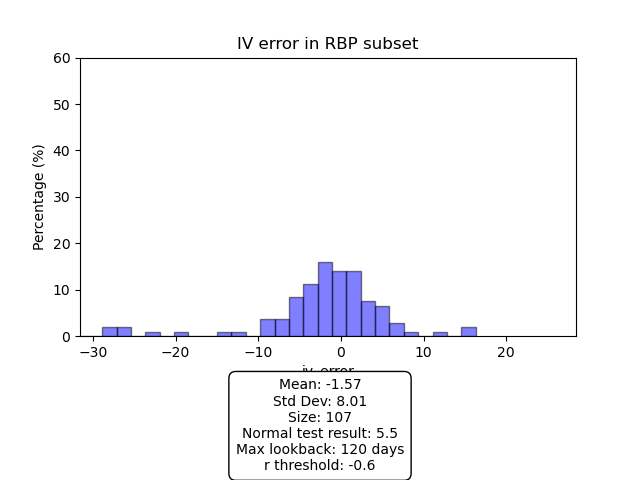 IV error in RBP subset
60
50
40
30
20
10
0
Percentage (%)
−30
−20
−10
0
10
20
iv_error
Mean: -1.57
Std Dev: 8.01
Size: 107
Normal test result: 5.5
Max lookback: 120 days
r threshold: -0.6